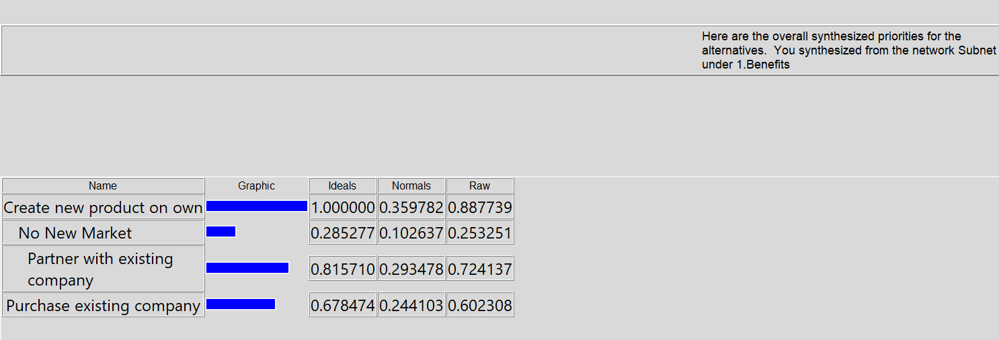 Here are the overall synthesized priorities for the
alternatives.  You synthesized from the network Subnet
under 1.Benefits
Name Graphic Ideals Normals Raw
Create new product on own 1.000000 0.359782 0.887739
No New Market 0.285277 0.102637 0.253251
Partner with existing
company 0.815710 0.293478 0.724137
Purchase existing company 0.678474 0.244103 0.602308